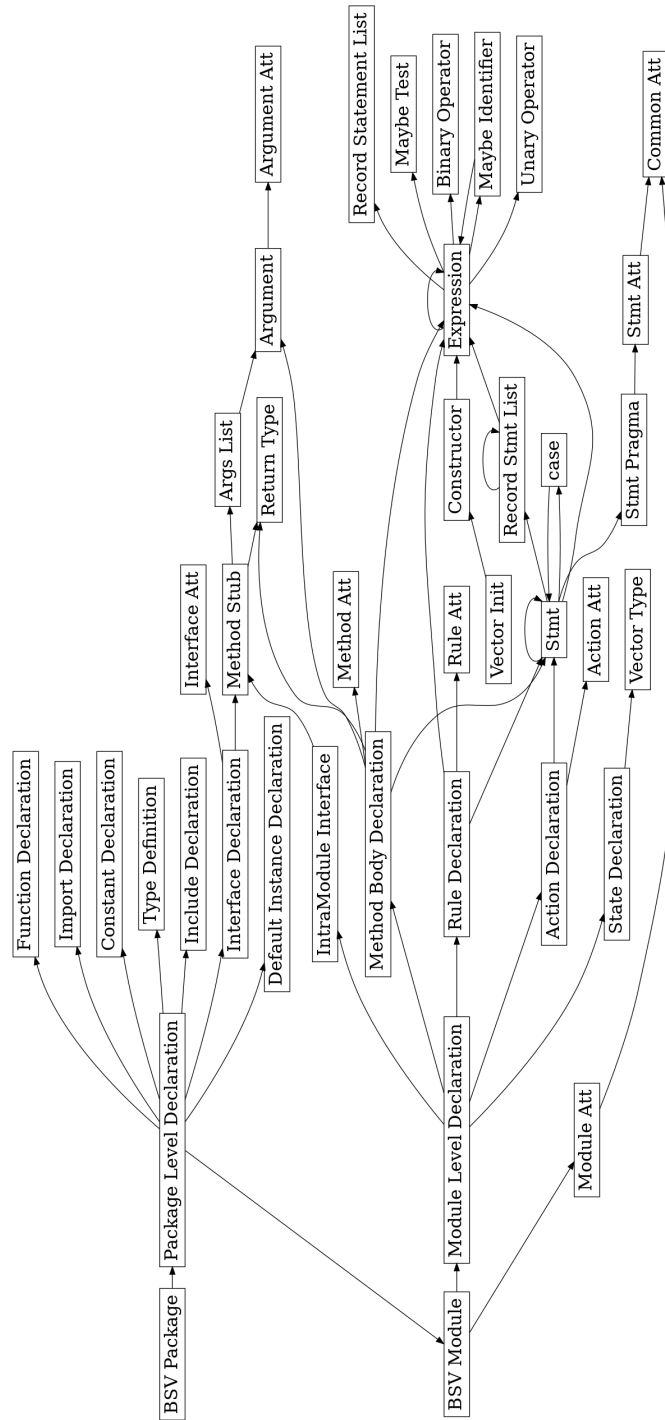 BSV Package
Package Level Declaration
Function Declaration
Import Declaration
Constant Declaration
Type Definition
Include Declaration
Interface Declaration
Default Instance Declaration
Interface Att
Method Stub
Args List
Return Type
Argument
Argument Att
BSV Module
Module Level Declaration
Module Att
IntraModule Interface
Method Body Declaration
Rule Declaration
Action Declaration
State Declaration
Method Att
Rule Att
Vector Init
Stmt
Action Att
Vector Type
Constructor
Record Stmt List
case
Stmt Pragma
Expression
Stmt Att
Record Statement List
Maybe Test
Binary Operator
Maybe Identifier
Unary Operator
Common Att